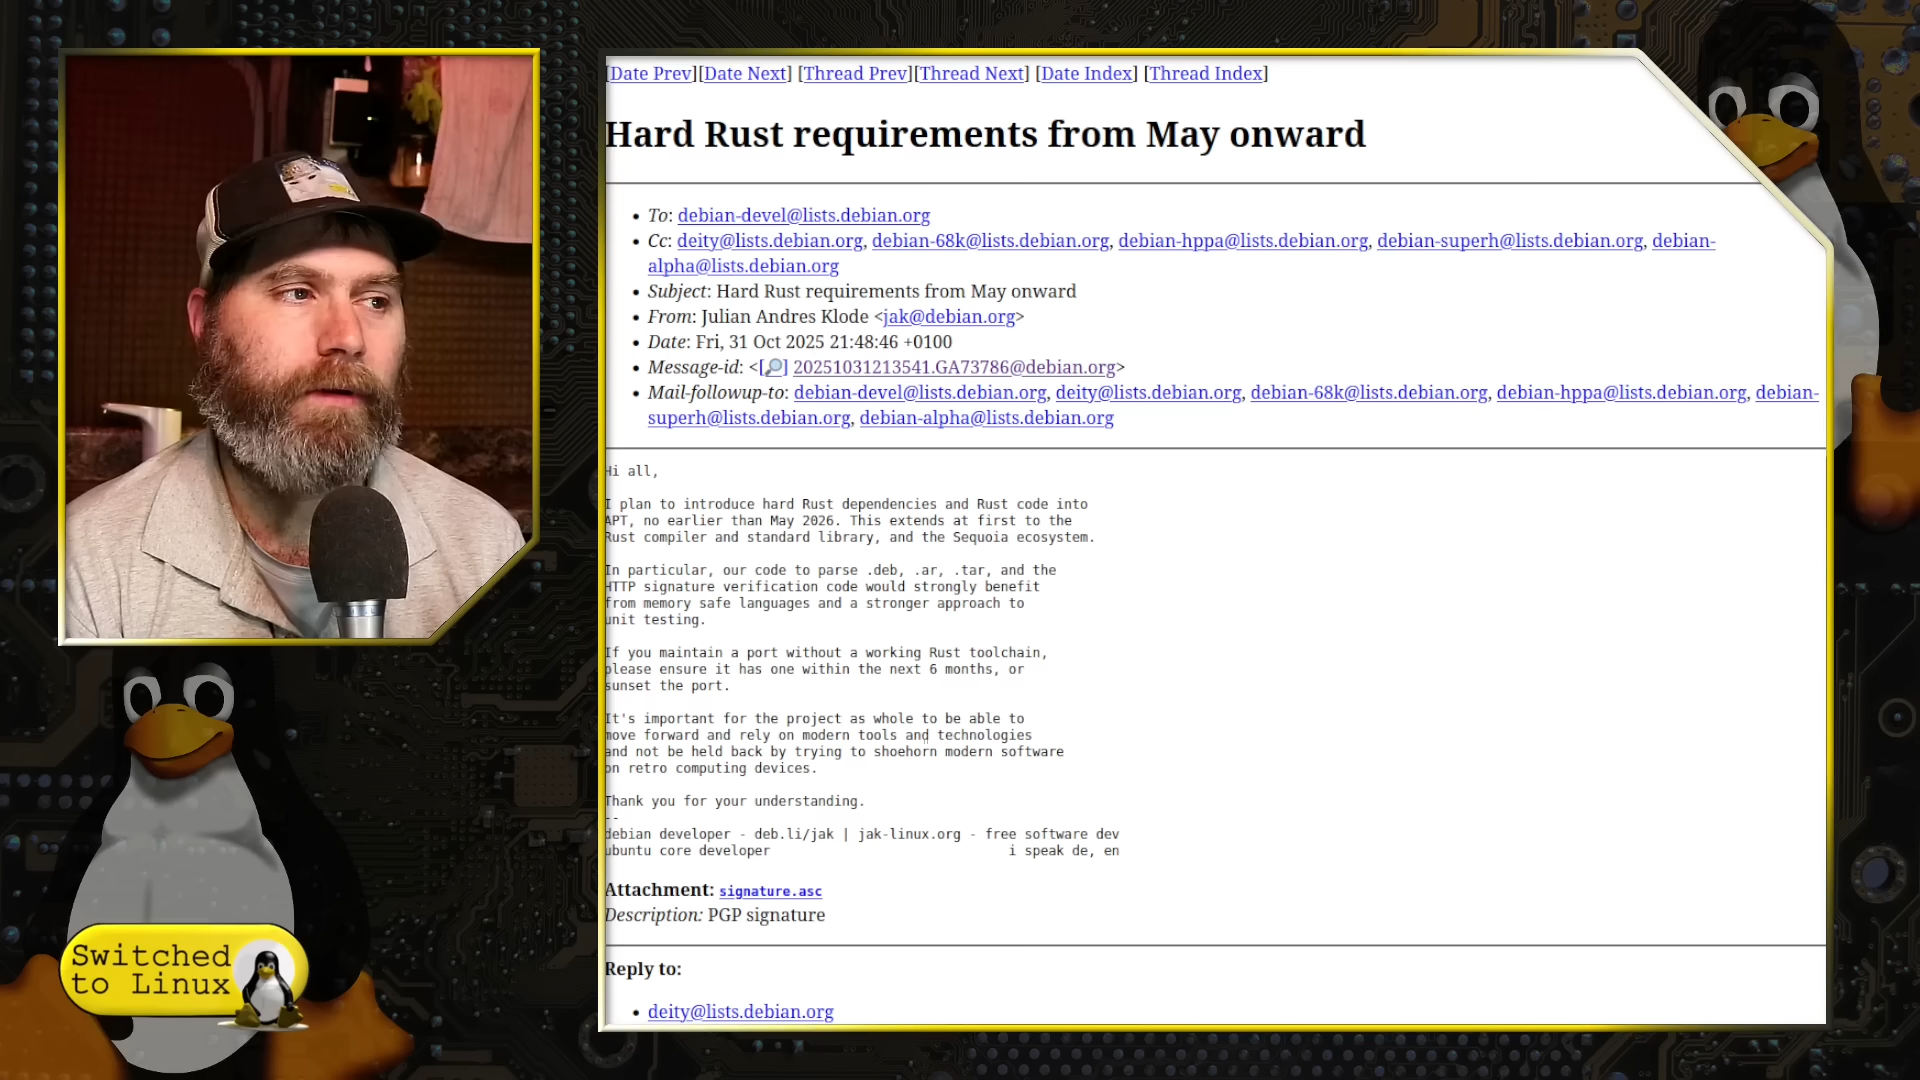 [Date Prev][Date Next] [Thread Prev][Thread Next] [Date Index] [Thread Index]
Hard Rust requirements from May onward
• To: debian-devel@lists.debian.org
• Cc: deity@lists.debian.org, debian-68k@lists.debian.org, debian-hppa@lists.debian.org, debian-superh@lists.debian.org, debian-
alpha@lists.debian.org
• Subject: Hard Rust requirements from May onward
• From: Julian Andres Klode <jak@debian.org>
• Date: Fri, 31 Oct 2025 21:48:46 +0100
• Message-id: <[🔎] 20251031213541.GA73786@debian.org>
• Mail-followup-to: debian-devel@lists.debian.org, deity@lists.debian.org, debian-68k@lists.debian.org, debian-hppa@lists.debian.org, debian-
superh@lists.debian.org, debian-alpha@lists.debian.org
Hi all,
I plan to introduce hard Rust dependencies and Rust code into
APT, no earlier than May 2026. This extends at first to the
Rust compiler and standard library, and the Sequoia ecosystem.
In particular, our code to parse .deb, .ar, .tar, and the
HTTP signature verification code would strongly benefit
from memory safe languages and a stronger approach to
unit testing.
If you maintain a port without a working Rust toolchain,
please ensure it has one within the next 6 months, or
sunset the port.
It's important for the project as whole to be able to
move forward and rely on modern tools and technologies
and not be held back by trying to shoehorn modern software
on retro computing devices.
Thank you for your understanding.
--
debian developer - deb.li/jak | jak-linux.org - free software dev
ubuntu core developer                              i speak de, en
Attachment: signature.asc
Description: PGP signature
Reply to:
• deity@lists.debian.org
Switched
to Linux